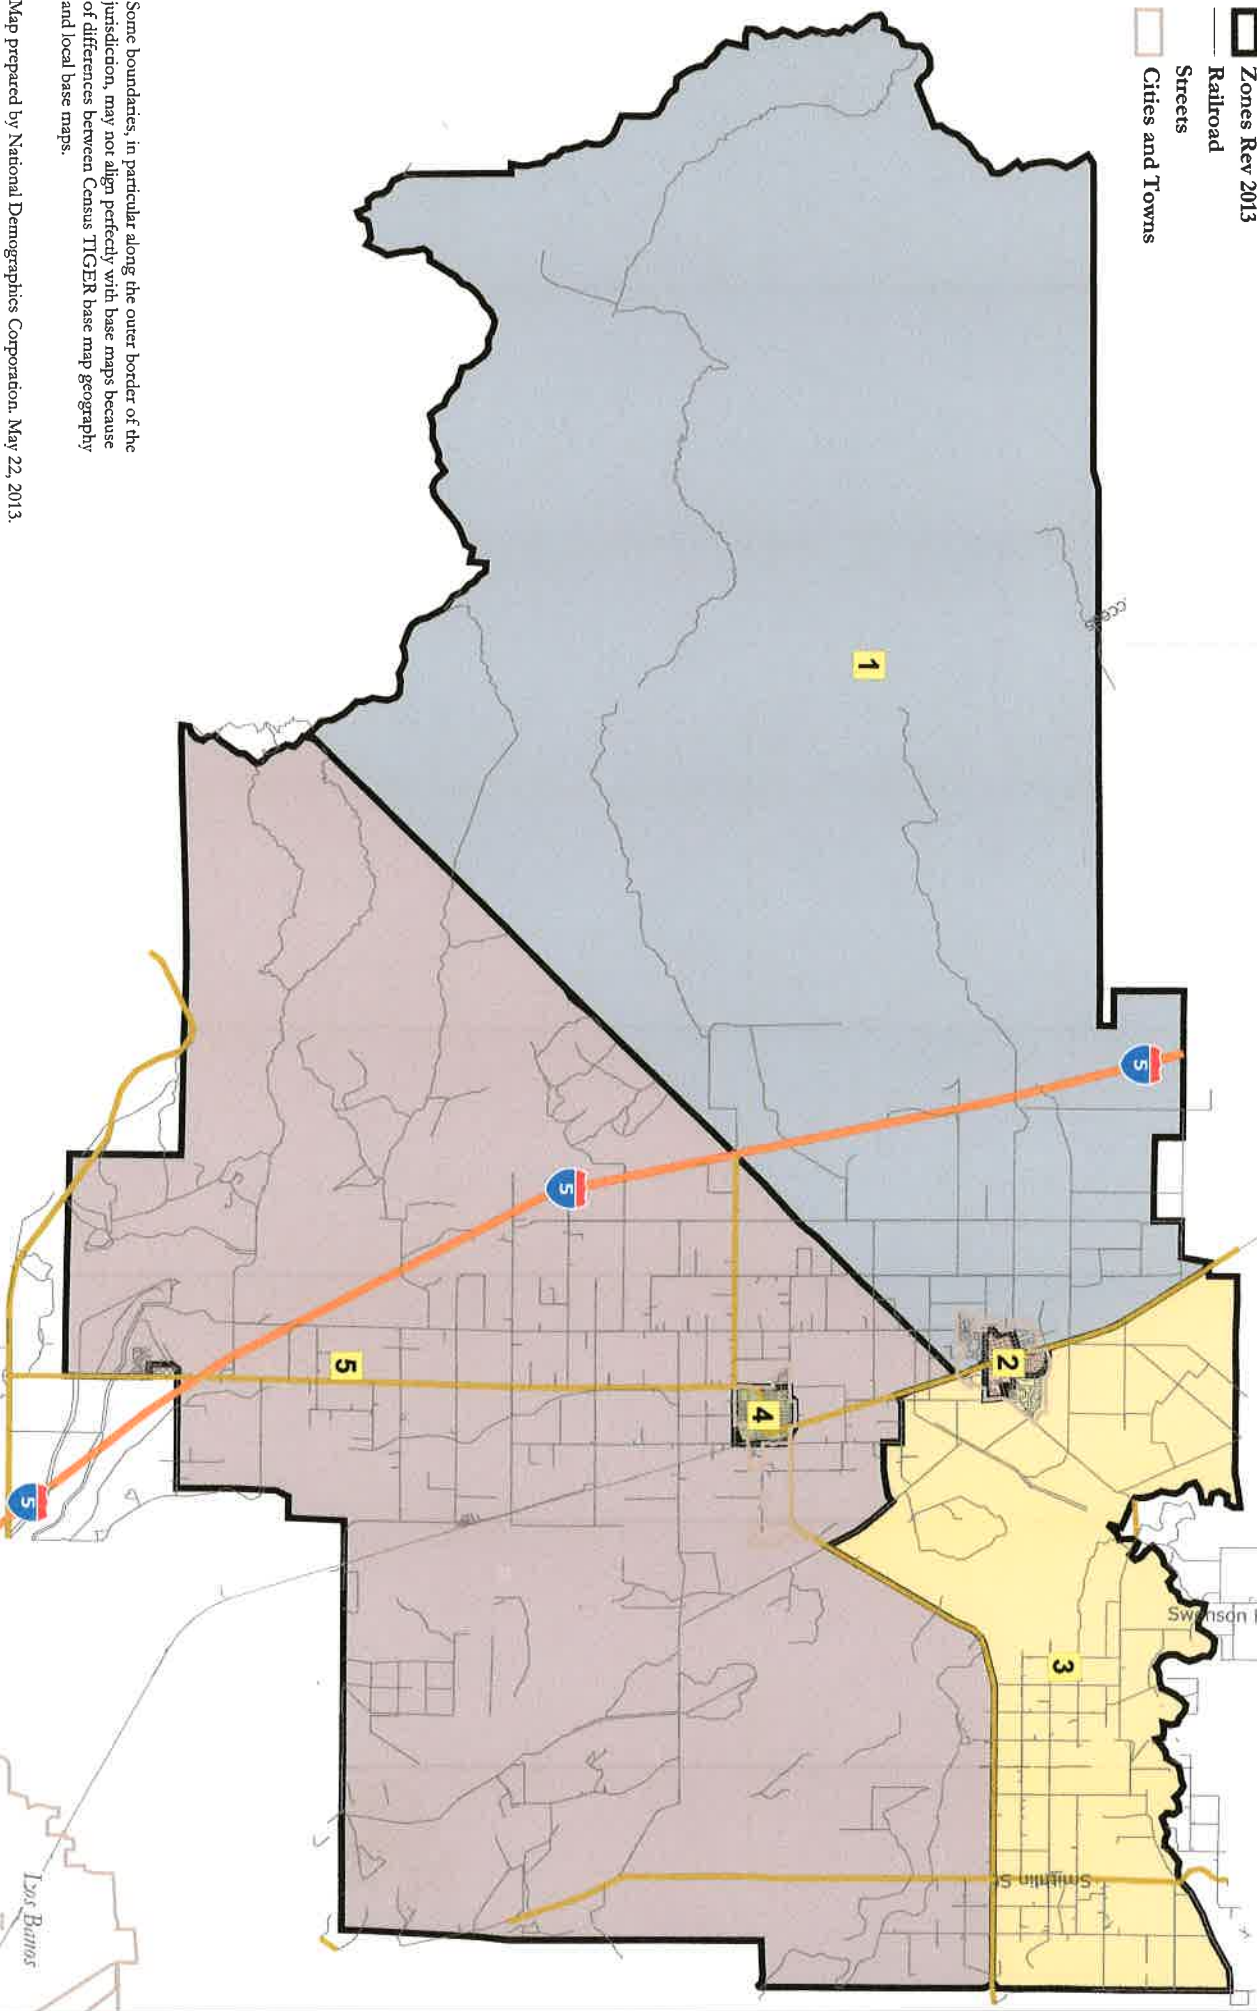 Zones Rev 2013
Railroad
Streets
Cities and Towns
ccess
1
5
2
Swanson
3
5
5
4
Smighlin S
5
Los Banos
Some boundaries, in particular along the outer border of the
jurisdiction, may not align perfectly with base maps because
of differences between Census TIGER base map geography
and local base maps.
Map prepared by National Demographics Corporation. May 22, 2013.